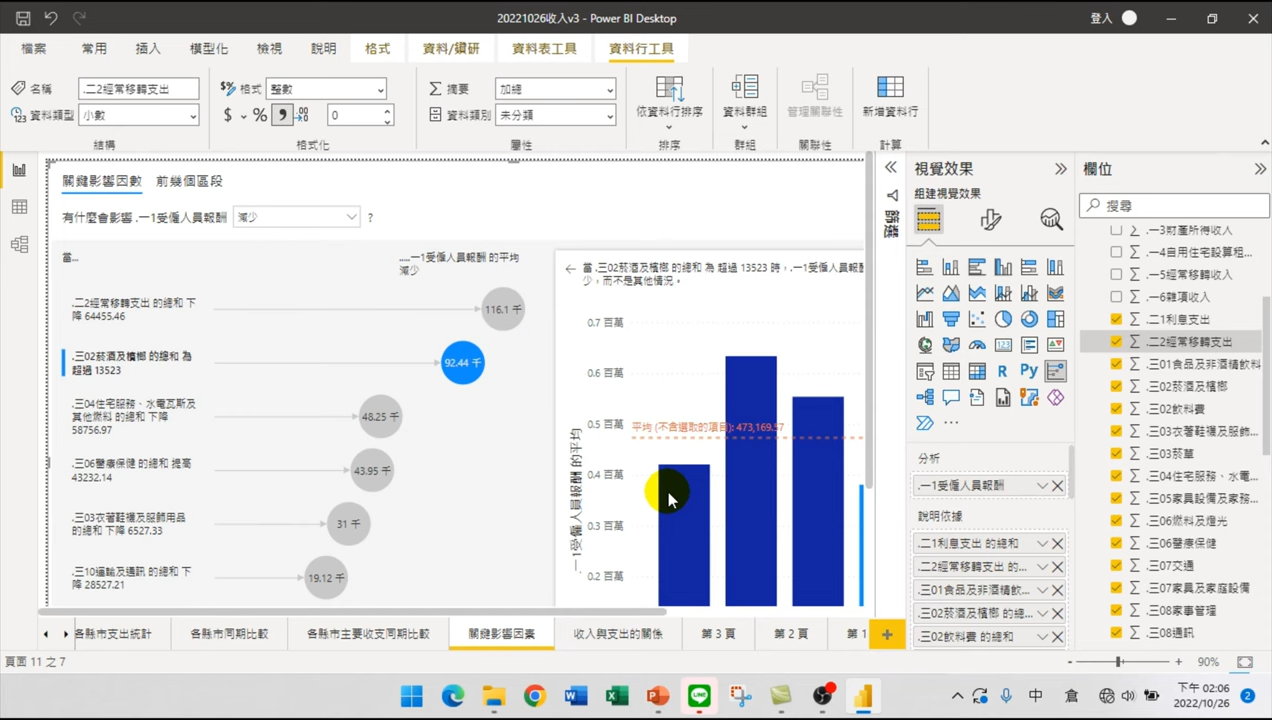 20221026收入v3 - Power BI Desktop
登入
檔案 常用 插入 模型化 檢視 說明 格式 資料/鑽研 資料表工具 資料行工具
名稱 .二2經常移轉支出
資料類型 小數
結構
格式 整數
$ % 0
格式化
摘要 加總
資料類別 未分類
屬性
依資料行排序
排序
資料群組
群組
管理關聯性
關聯性
新增資料行
計算
關鍵影響因數 前幾個區段
有什麼會影響 .一1受僱人員報酬 減少 ?
當...
....一1受僱人員報酬 的平均
減少
.二2經常移轉支出 的總和 下
降 64455.46
116.1 千
.三02菸酒及檳榔 的總和 為
超過 13523
92.44 千
.三04住宅服務、水電瓦斯及
其他燃料 的總和 下降
58756.97
48.25 千
.三06醫療保健 的總和 提高
43232.14
43.95 千
.三03衣著鞋襪及服飾用品
的總和 下降 6527.33
31 千
.三10運輸及通訊 的總和 下
降 28527.21
19.12 千
當 .三02菸酒及檳榔 的總和 為 超過 13523 時，.一1受僱人員報酬
少，而不是其他情況。
0.7 百萬
0.6 百萬
0.5 百萬
0.4 百萬
0.3 百萬
0.2 百萬
.一1受僱人員報酬 的平均
平均 (不含選取的項目): 473,169.57
篩選
視覺效果
組建視覺效果
R Py
123
...
分析
.一1受僱人員報酬
說明依據
.二1利息支出 的總和
.二2經常移轉支出 的...
.三01食品及非酒精飲...
.三02菸酒及檳榔 的總...
.三02飲料費 的總和
欄位
搜尋
.一3財產所得收入
.一4自用住宅設算租...
.一5經常移轉收入
.一6雜項收入
.二1利息支出
.二2經常移轉支出
.三01食品及非酒精飲料
.三02菸酒及檳榔
.三02飲料費
.三03衣著鞋襪及服飾...
.三03菸草
.三04住宅服務、水電...
.三05家具設備及家務...
.三06燃料及燈光
.三06醫療保健
.三07交通
.三07家具及家庭設備
.三08家事管理
.三08通訊
各縣市支出統計 各縣市同期比較 各縣市主要收支同期比較 關鍵影響因素 收入與支出的關係 第 3 頁 第 2 頁 第 1
頁面 11 之 7
90%
中
倉
下午 02:06
2022/10/26
2